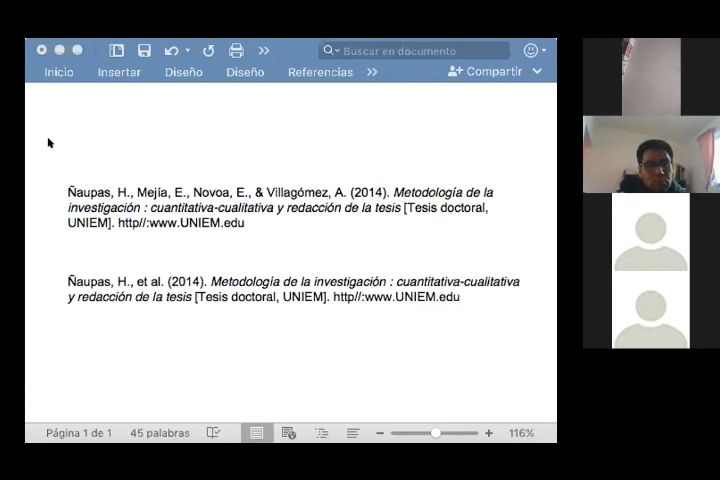 Buscar en documento
Inicio Insertar Diseño Diseño Referencias Compartir
Ñaupas, H., Mejía, E., Novoa, E., & Villagómez, A. (2014). Metodología de la
investigación : cuantitativa-cualitativa y redacción de la tesis [Tesis doctoral,
UNIEM]. http//:www.UNIEM.edu
Ñaupas, H., et al. (2014). Metodología de la investigación : cuantitativa-cualitativa
y redacción de la tesis [Tesis doctoral, UNIEM]. http//:www.UNIEM.edu
Página 1 de 1 45 palabras 116%